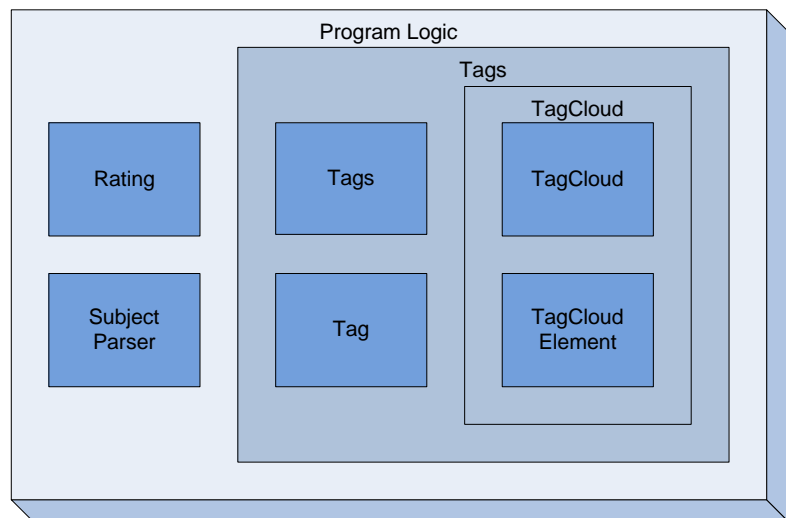 Program Logic
Tags
TagCloud
Rating
Tags
TagCloud
Subject
Parser
Tag
TagCloud
Element